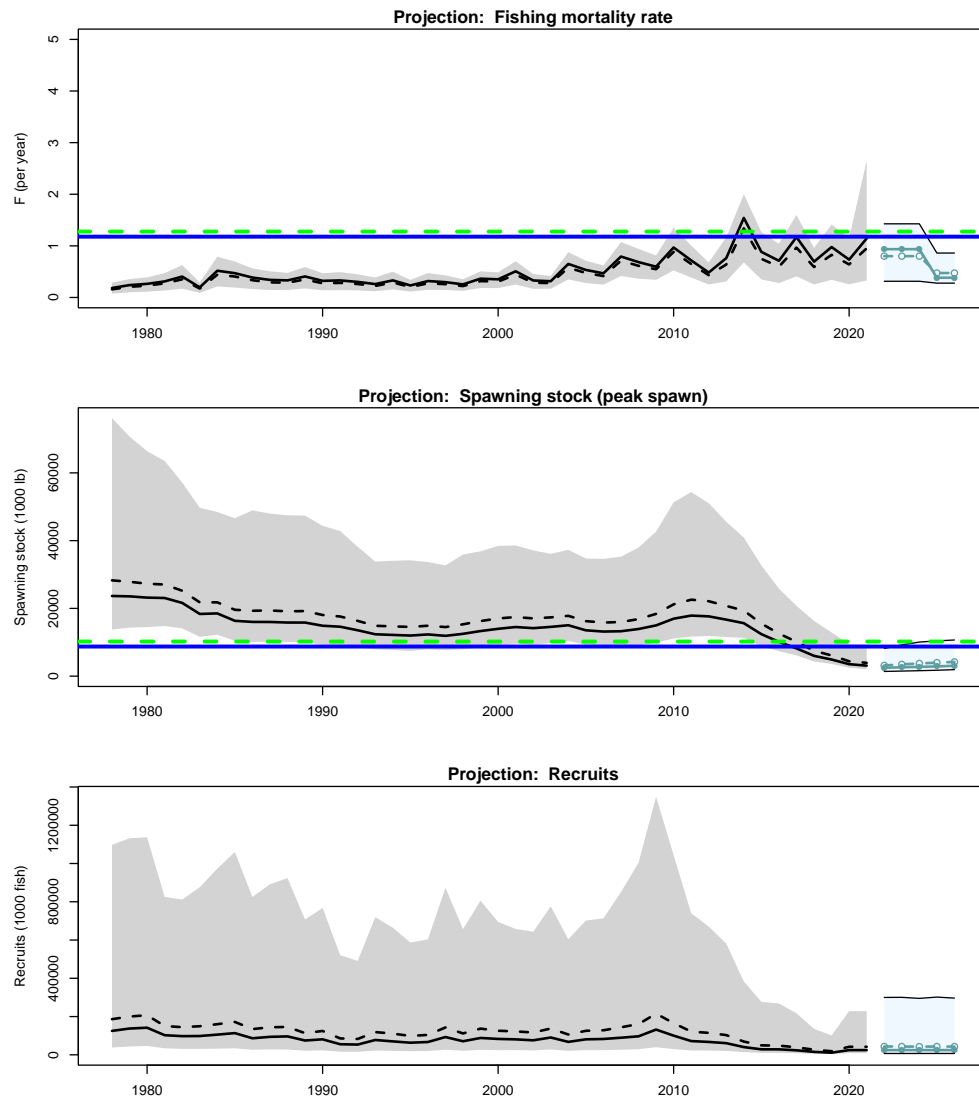 Projection: Fishing mortality rate
5
4
3
2
1
0
F (per year)
1980 1990 2000 2010 2020
Projection: Spawning stock (peak spawn)
60000
40000
20000
0
Spawning stock (1000 lb)
1980 1990 2000 2010 2020
Projection: Recruits
1200000
800000
400000
0
Recruits (1000 fish)
1980 1990 2000 2010 2020